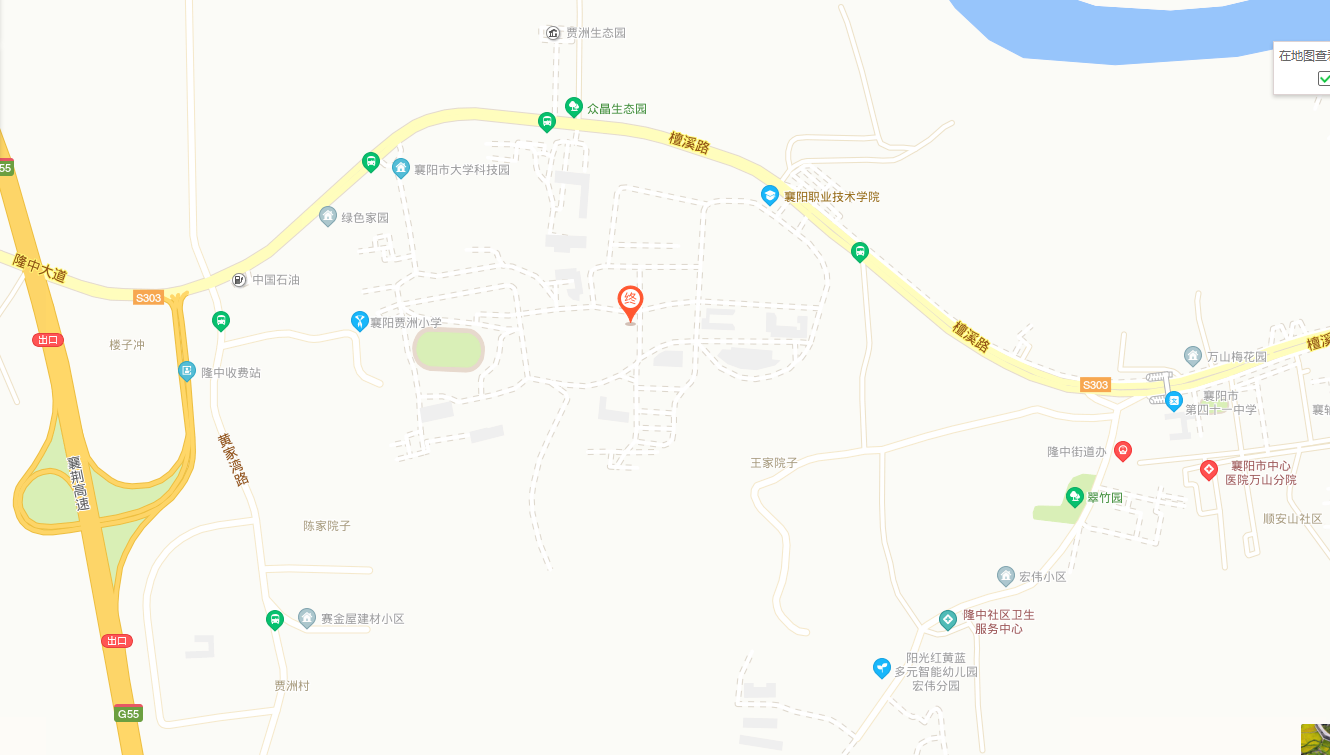 贾洲生态园
在地图查看
众晶生态园
檀溪路
襄阳市大学科技园
55
襄阳职业技术学院
绿色家园
隆中大道
中国石油
S303
终
襄阳贾洲小学
出口
楼子冲
檀溪路
檀溪
万山梅花园
隆中收费站
S303
襄阳市
第四十一中学
襄
黄家湾路
隆中街道办
王家院子
襄阳市中心
医院万山分院
襄荆高速
翠竹园
陈家院子
顺安山社区
宏伟小区
赛金屋建材小区
隆中社区卫生
服务中心
出口
阳光红黄蓝
多元智能幼儿园
宏伟分园
贾洲村
G55